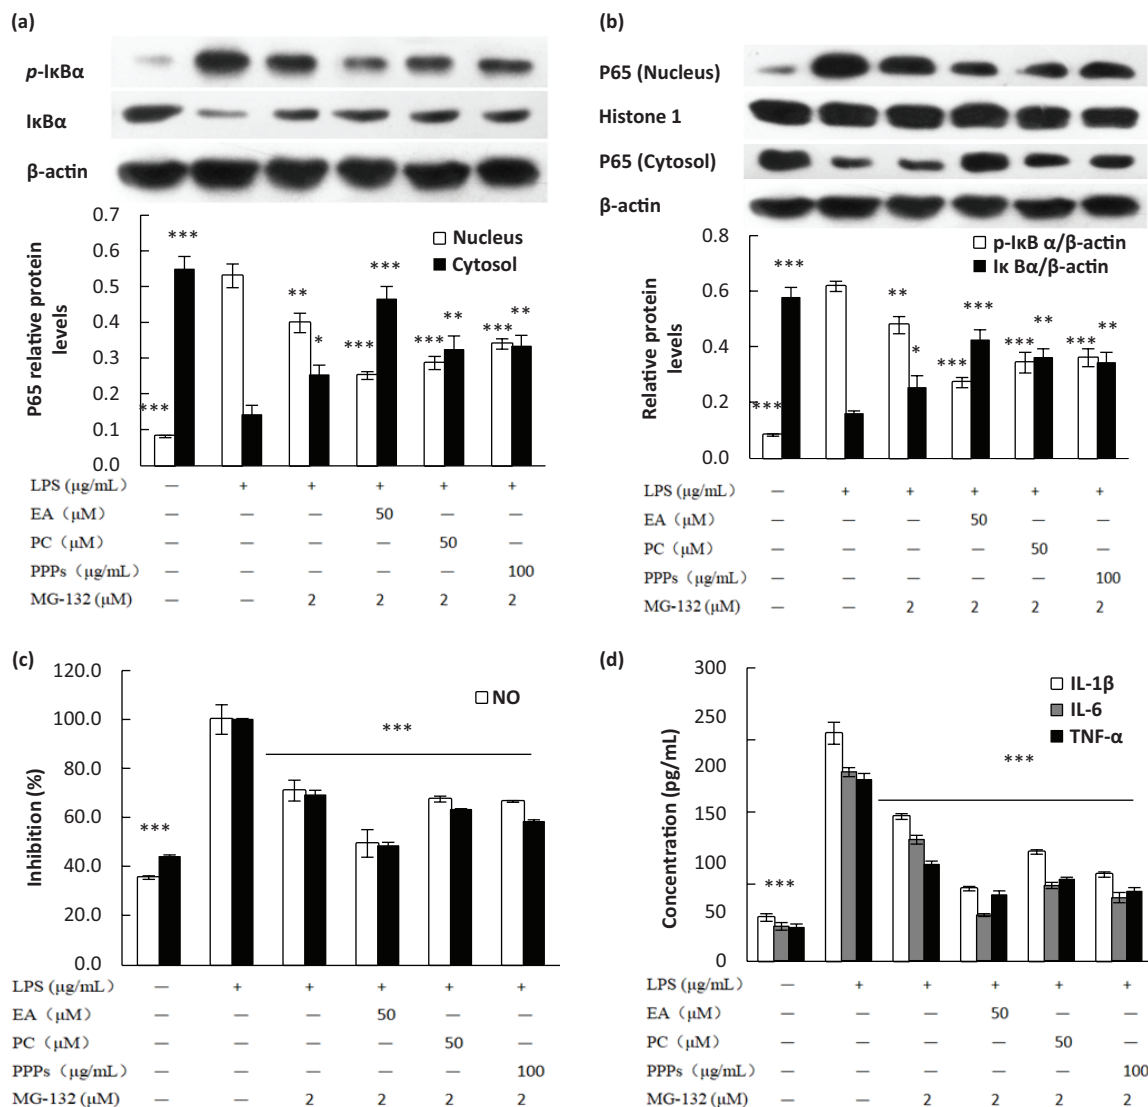 (a)
p-IκBα
IκBα
β-actin
0.7
0.6
0.5
0.4
0.3
0.2
0.1
0.0
P65 relative protein
levels
Nucleus
Cytosol
*** *** ** * *** *** *** ** *** **
LPS (μg/mL） — + + + + +
EA（μM） — — — 50 — —
PC（μM） — — — — 50 —
PPPs（μg/mL） — — — — — 100
MG-132 (μM) — — 2 2 2 2
(b)
P65 (Nucleus)
Histone 1
P65 (Cytosol)
β-actin
0.8
0.6
0.4
0.2
0.0
Relative protein
levels
p-IκB α/β-actin
Iκ Bα/β-actin
*** *** ** * *** *** *** ** *** **
LPS (μg/mL） — + + + + +
EA（μM） — — — 50 — —
PC（μM） — — — — 50 —
PPPs（μg/mL） — — — — — 100
MG-132 (μM) — — 2 2 2 2
(c)
120.0
100.0
80.0
60.0
40.0
20.0
0.0
Inhibition (%)
NO
*** ***
LPS (μg/mL） — + + + + +
EA（μM） — — — 50 — —
PC（μM） — — — — 50 —
PPPs（μg/mL） — — — — — 100
MG-132 (μM) — — 2 2 2 2
(d)
300
250
200
150
100
50
0
Concentration (pg/mL)
IL-1β
IL-6
TNF-α
*** ***
LPS (μg/mL） — + + + + +
EA（μM） — — — 50 — —
PC（μM） — — — — 50 —
PPPs（μg/mL） — — — — — 100
MG-132 (μM) — — 2 2 2 2